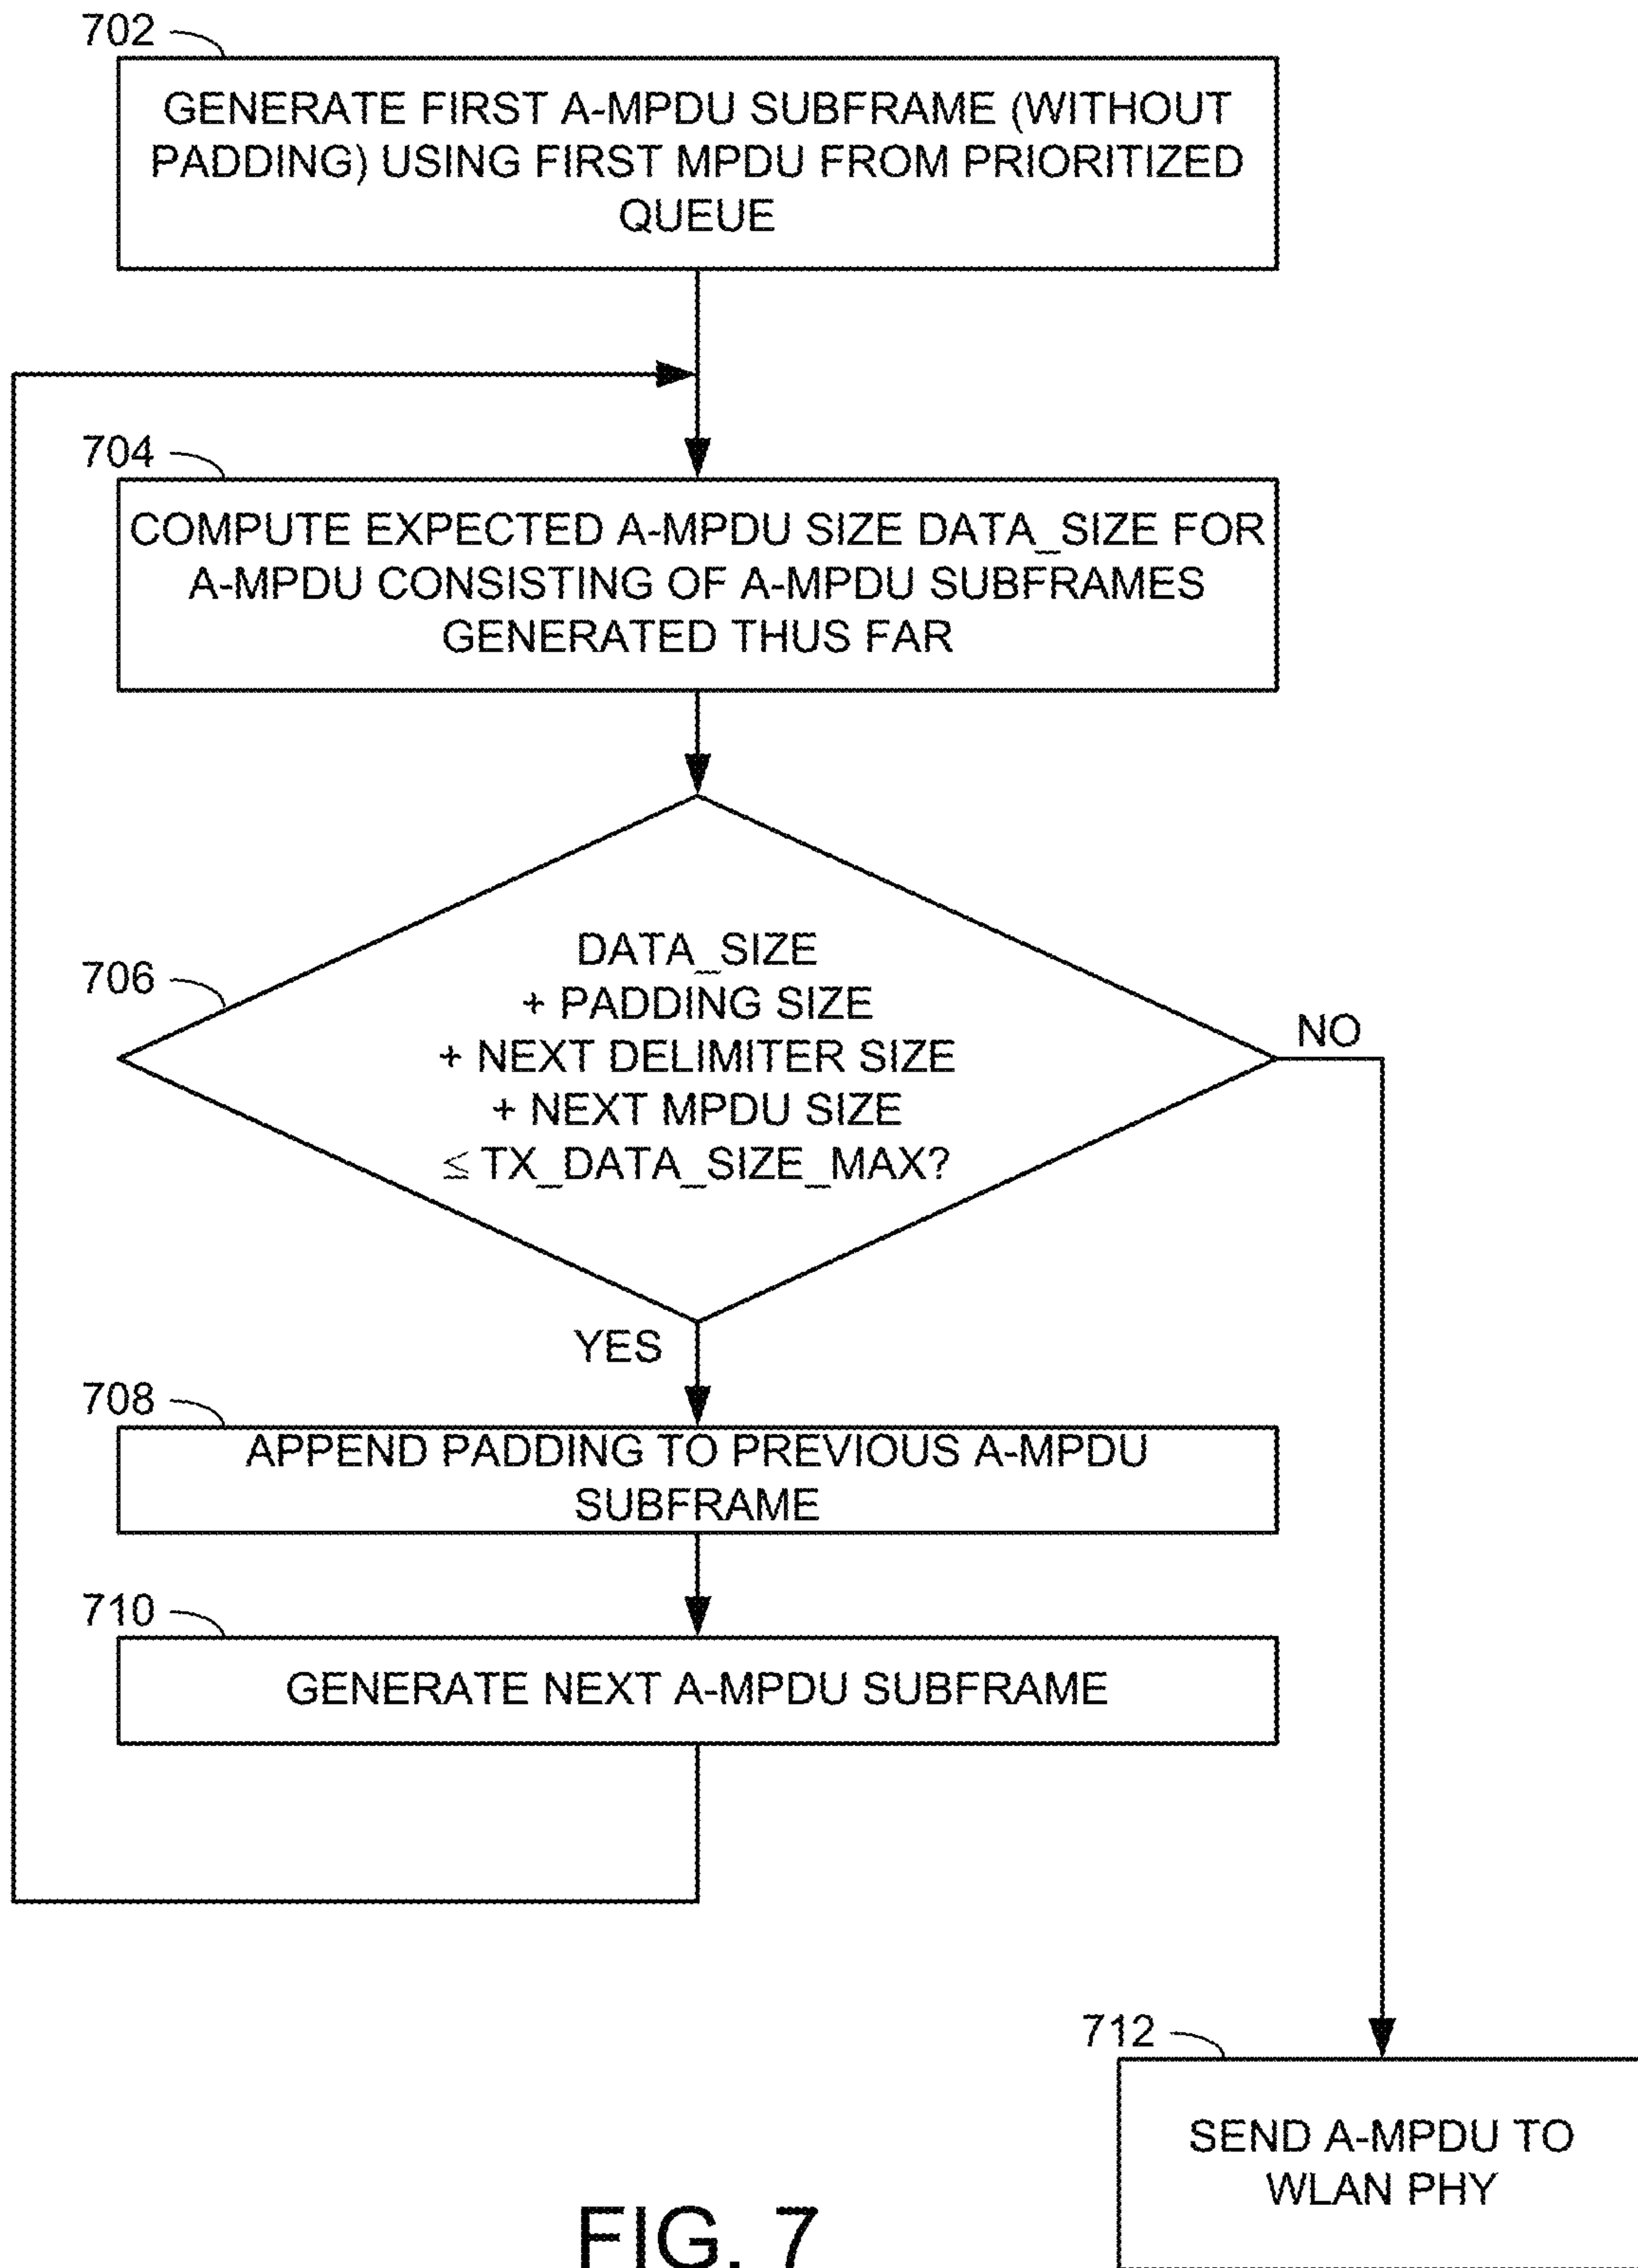 702
GENERATE FIRST A-MPDU SUBFRAME (WITHOUT
PADDING) USING FIRST MPDU FROM PRIORITIZED
QUEUE
704
COMPUTE EXPECTED A-MPDU SIZE DATA_SIZE FOR
A-MPDU CONSISTING OF A-MPDU SUBFRAMES
GENERATED THUS FAR
706
DATA_SIZE
+ PADDING SIZE
+ NEXT DELIMITER SIZE
+ NEXT MPDU SIZE
≤ TX_DATA_SIZE_MAX?
NO
YES
708
APPEND PADDING TO PREVIOUS A-MPDU
SUBFRAME
710
GENERATE NEXT A-MPDU SUBFRAME
712
SEND A-MPDU TO
WLAN PHY
FIG. 7